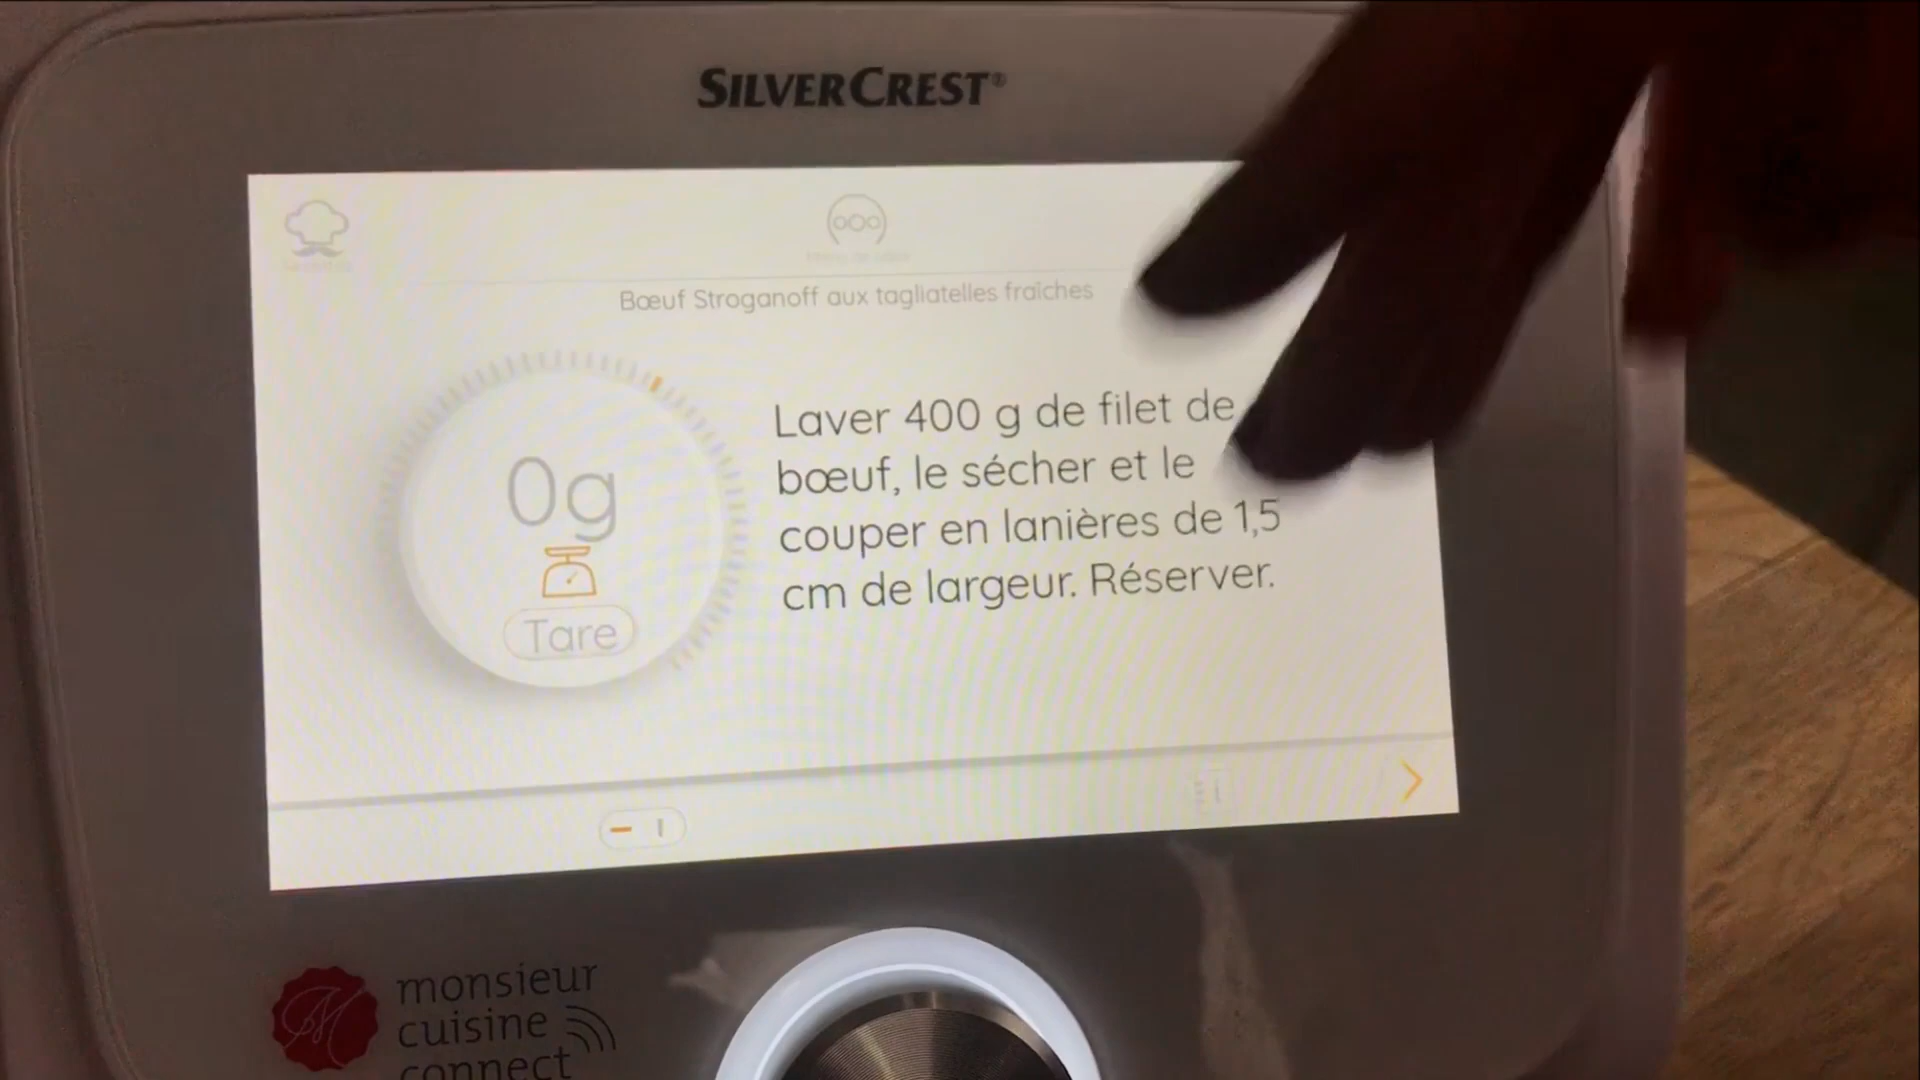 SILVERCREST®
Bœuf Stroganoff aux tagliatelles fraîches
Laver 400 g de filet de
bœuf, le sécher et le
couper en lanières de 1,5
cm de largeur. Réserver.
0g
Tare
monsieur
cuisine
connect